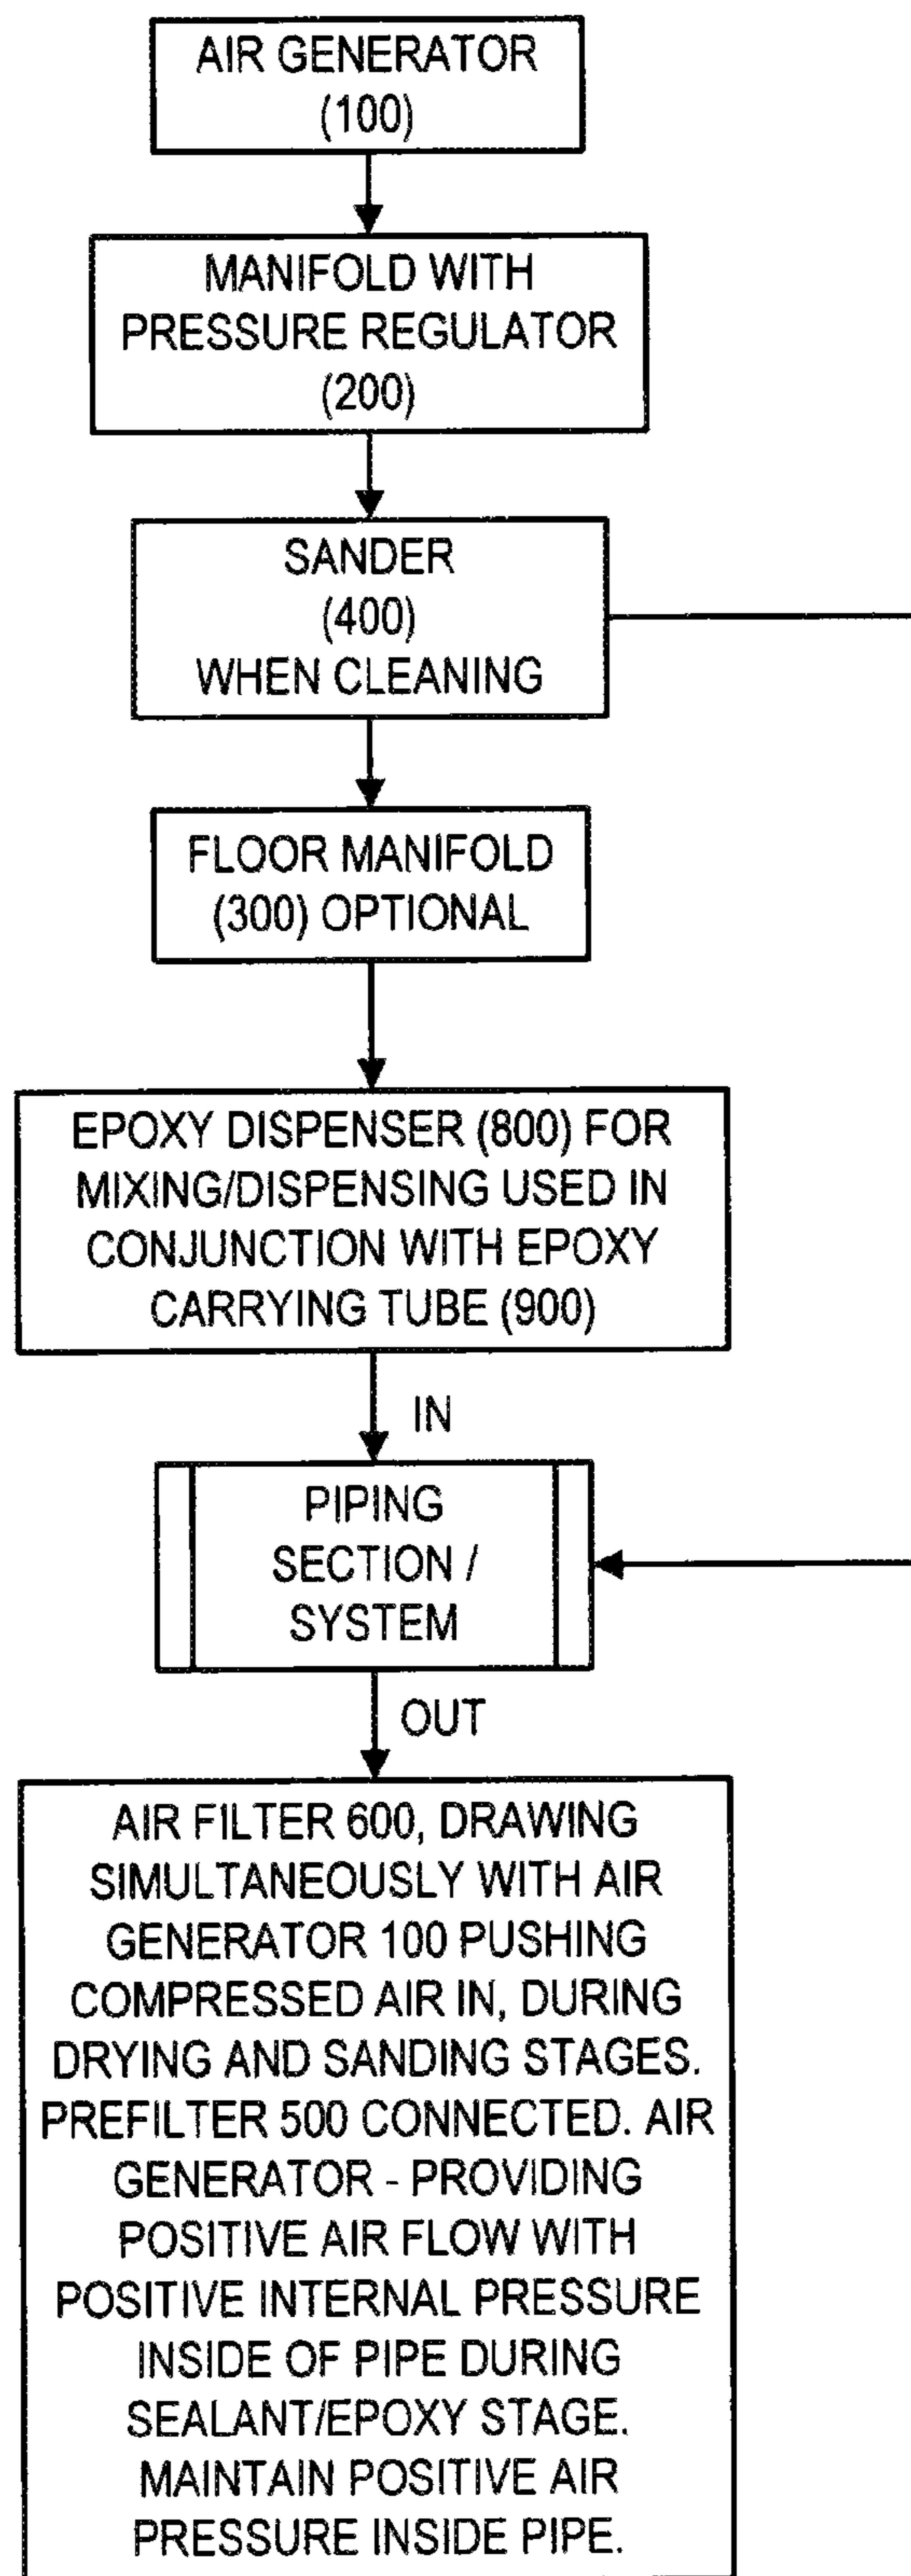 AIR GENERATOR
(100)
MANIFOLD WITH
PRESSURE REGULATOR
(200)
SANDER
(400)
WHEN CLEANING
FLOOR MANIFOLD
(300) OPTIONAL
EPOXY DISPENSER (800) FOR
MIXING/DISPENSING USED IN
CONJUNCTION WITH EPOXY
CARRYING TUBE (900)
IN
PIPING
SECTION /
SYSTEM
OUT
AIR FILTER 600, DRAWING
SIMULTANEOUSLY WITH AIR
GENERATOR 100 PUSHING
COMPRESSED AIR IN, DURING
DRYING AND SANDING STAGES.
PREFILTER 500 CONNECTED. AIR
GENERATOR - PROVIDING
POSITIVE AIR FLOW WITH
POSITIVE INTERNAL PRESSURE
INSIDE OF PIPE DURING
SEALANT/EPOXY STAGE.
MAINTAIN POSITIVE AIR
PRESSURE INSIDE PIPE.